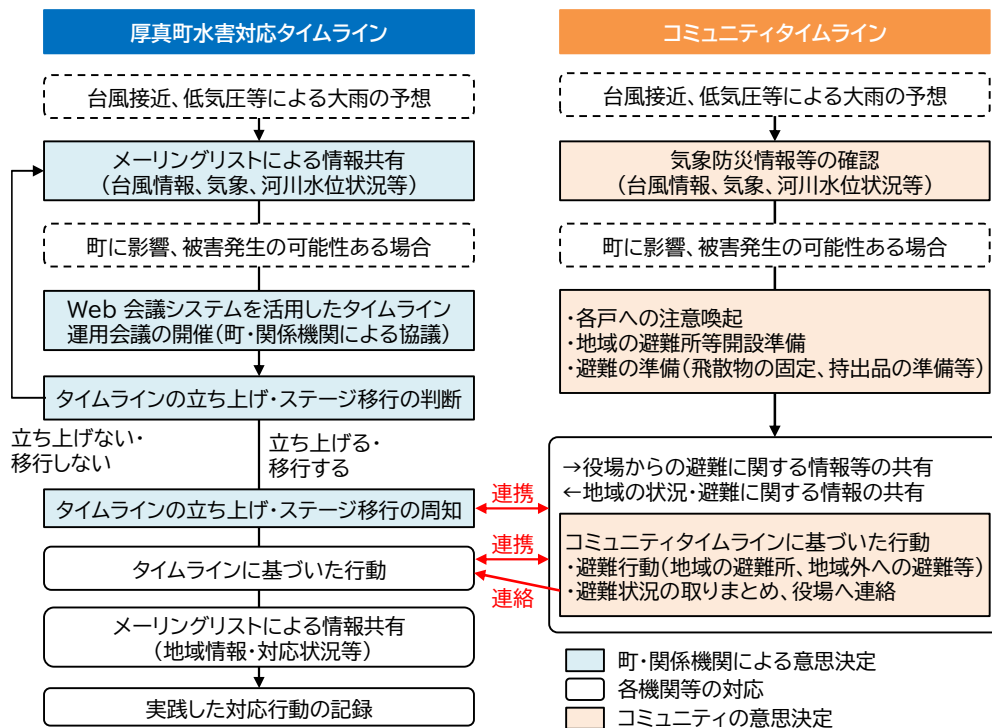 厚真町水害対応タイムライン
台風接近、低気圧等による大雨の予想
メーリングリストによる情報共有
(台風情報、気象、河川水位状況等)
町に影響、被害発生の可能性ある場合
Web 会議システムを活用したタイムライン
運用会議の開催(町・関係機関による協議)
タイムラインの立ち上げ・ステージ移行の判断
立ち上げない・
移行しない
立ち上げる・
移行する
タイムラインの立ち上げ・ステージ移行の周知
タイムラインに基づいた行動
メーリングリストによる情報共有
(地域情報・対応状況等)
実践した対応行動の記録
連携
連携
連絡
コミュニティタイムライン
台風接近、低気圧等による大雨の予想
気象防災情報等の確認
(台風情報、気象、河川水位状況等)
町に影響、被害発生の可能性ある場合
・各戸への注意喚起
・地域の避難所等開設準備
・避難の準備(飛散物の固定、持出品の準備等)
→役場からの避難に関する情報等の共有
←地域の状況・避難に関する情報の共有
コミュニティタイムラインに基づいた行動
・避難行動(地域の避難所、地域外への避難等)
・避難状況の取りまとめ、役場へ連絡
町・関係機関による意思決定
各機関等の対応
コミュニティの意思決定